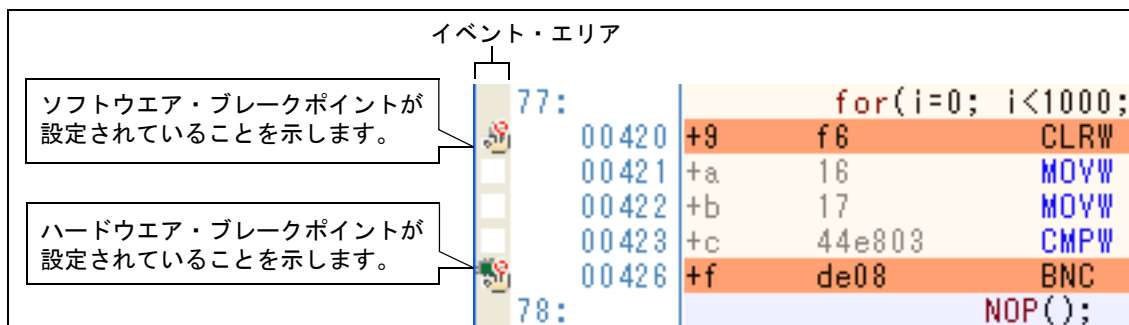 イベント・エリア
ソフトウエア・ブレークポイントが
設定されていることを示します。
ハードウエア・ブレークポイントが
設定されていることを示します。
77: for(i=0; i<1000;
00420 +9 f6 CLRW
00421 +a 16 MOVW
00422 +b 17 MOVW
00423 +c 44e803 CMPW
00426 +f de08 BNC
78: NOP();